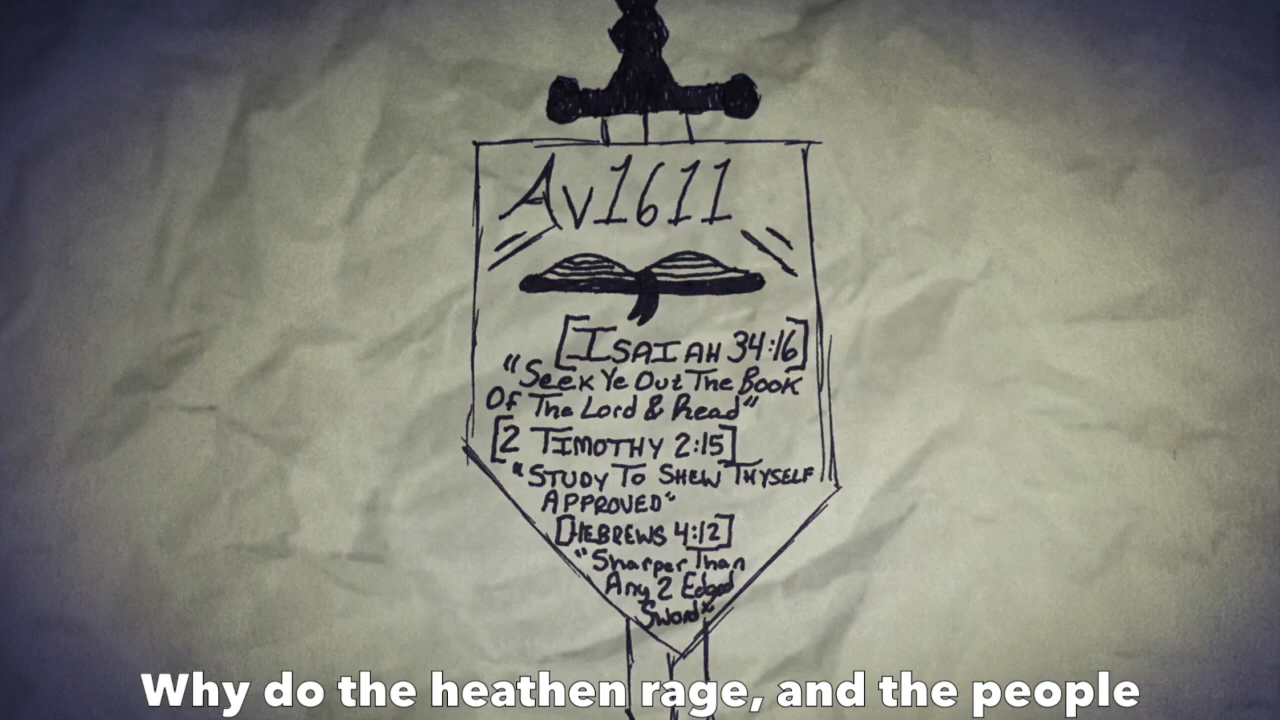 Av1611
[ISAIAH 34:16]
"Seek Ye Out The Book
Of The Lord & Read"
[2 TIMOTHY 2:15]
"STUDY TO SHEW THYSELF
APPROVED"
[HEBREWS 4:12]
"Sharper Than
Any 2 Edged
Sword"
Why do the heathen rage, and the people